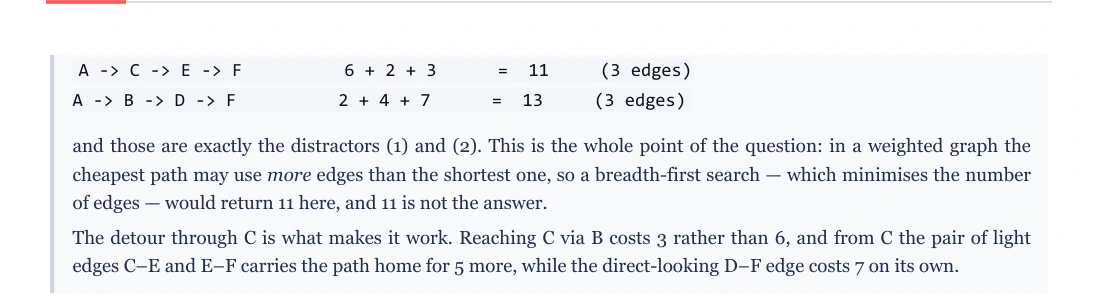 A -> C -> E -> F 6 + 2 + 3 = 11 (3 edges)
A -> B -> D -> F 2 + 4 + 7 = 13 (3 edges)
and those are exactly the distractors (1) and (2). This is the whole point of the question: in a weighted graph the
cheapest path may use more edges than the shortest one, so a breadth-first search — which minimises the number
of edges — would return 11 here, and 11 is not the answer.
The detour through C is what makes it work. Reaching C via B costs 3 rather than 6, and from C the pair of light
edges C–E and E–F carries the path home for 5 more, while the direct-looking D–F edge costs 7 on its own.